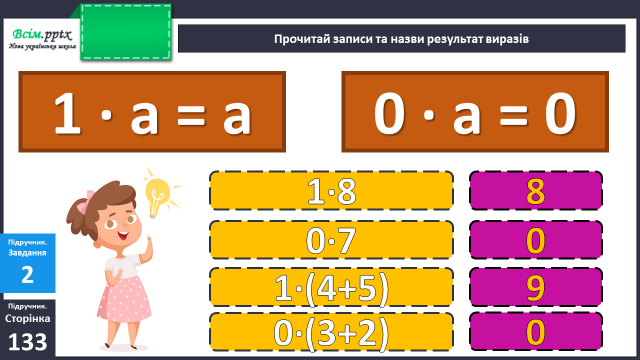 Всім.pptx
Нова українська школа
Прочитай записи та назви результат виразів
1 · a = a
0 · a = 0
1·8
8
0·7
0
1·(4+5)
9
0·(3+2)
0
Підручник.
Завдання
2
Підручник.
Сторінка
133